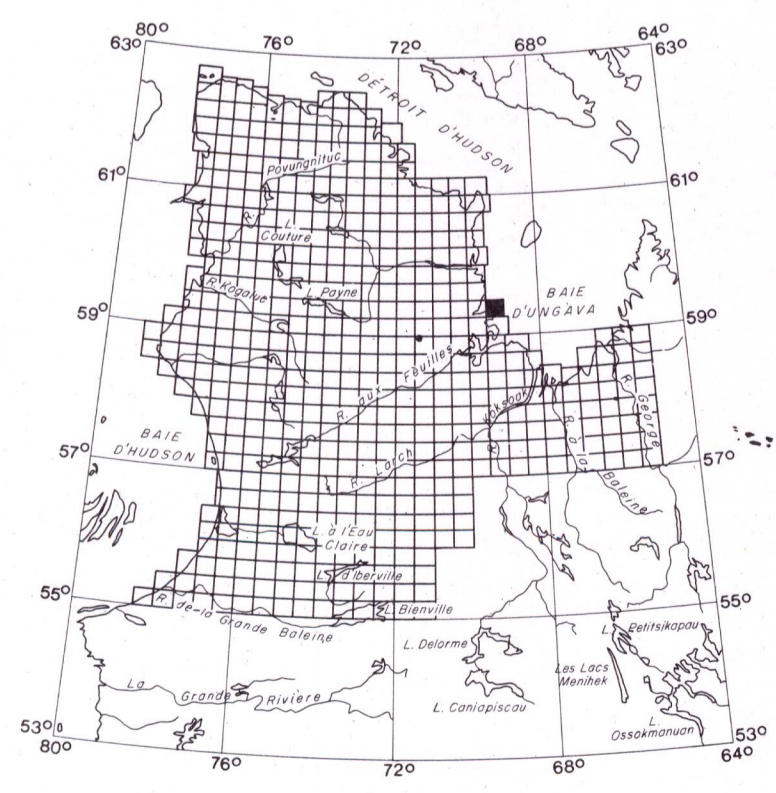 80° 76° 72° 68° 64°
63° 63°
DÉTROIT D'HUDSON
61° 61°
R. Povungnituc
L.
Couture
R. Kogaluc
L. Payne
BAIE
D'UNGAVA
59° 59°
R. aux Feuilles
Koksoak
R.
R. à la
Baleine
R. George
BAIE
D'HUDSON
57° 57°
R. Larch
L. à l'Eau
Claire
L. d'Iberville
55° 55°
R. de-la Grande Baleine
L. Bienville
L. Delorme
L. Petitsikapau
Les Lacs
Menihek
La Grande Rivière
L. Caniapiscau
L.
Ossokmanuan
53° 53°
80° 76° 72° 68° 64°